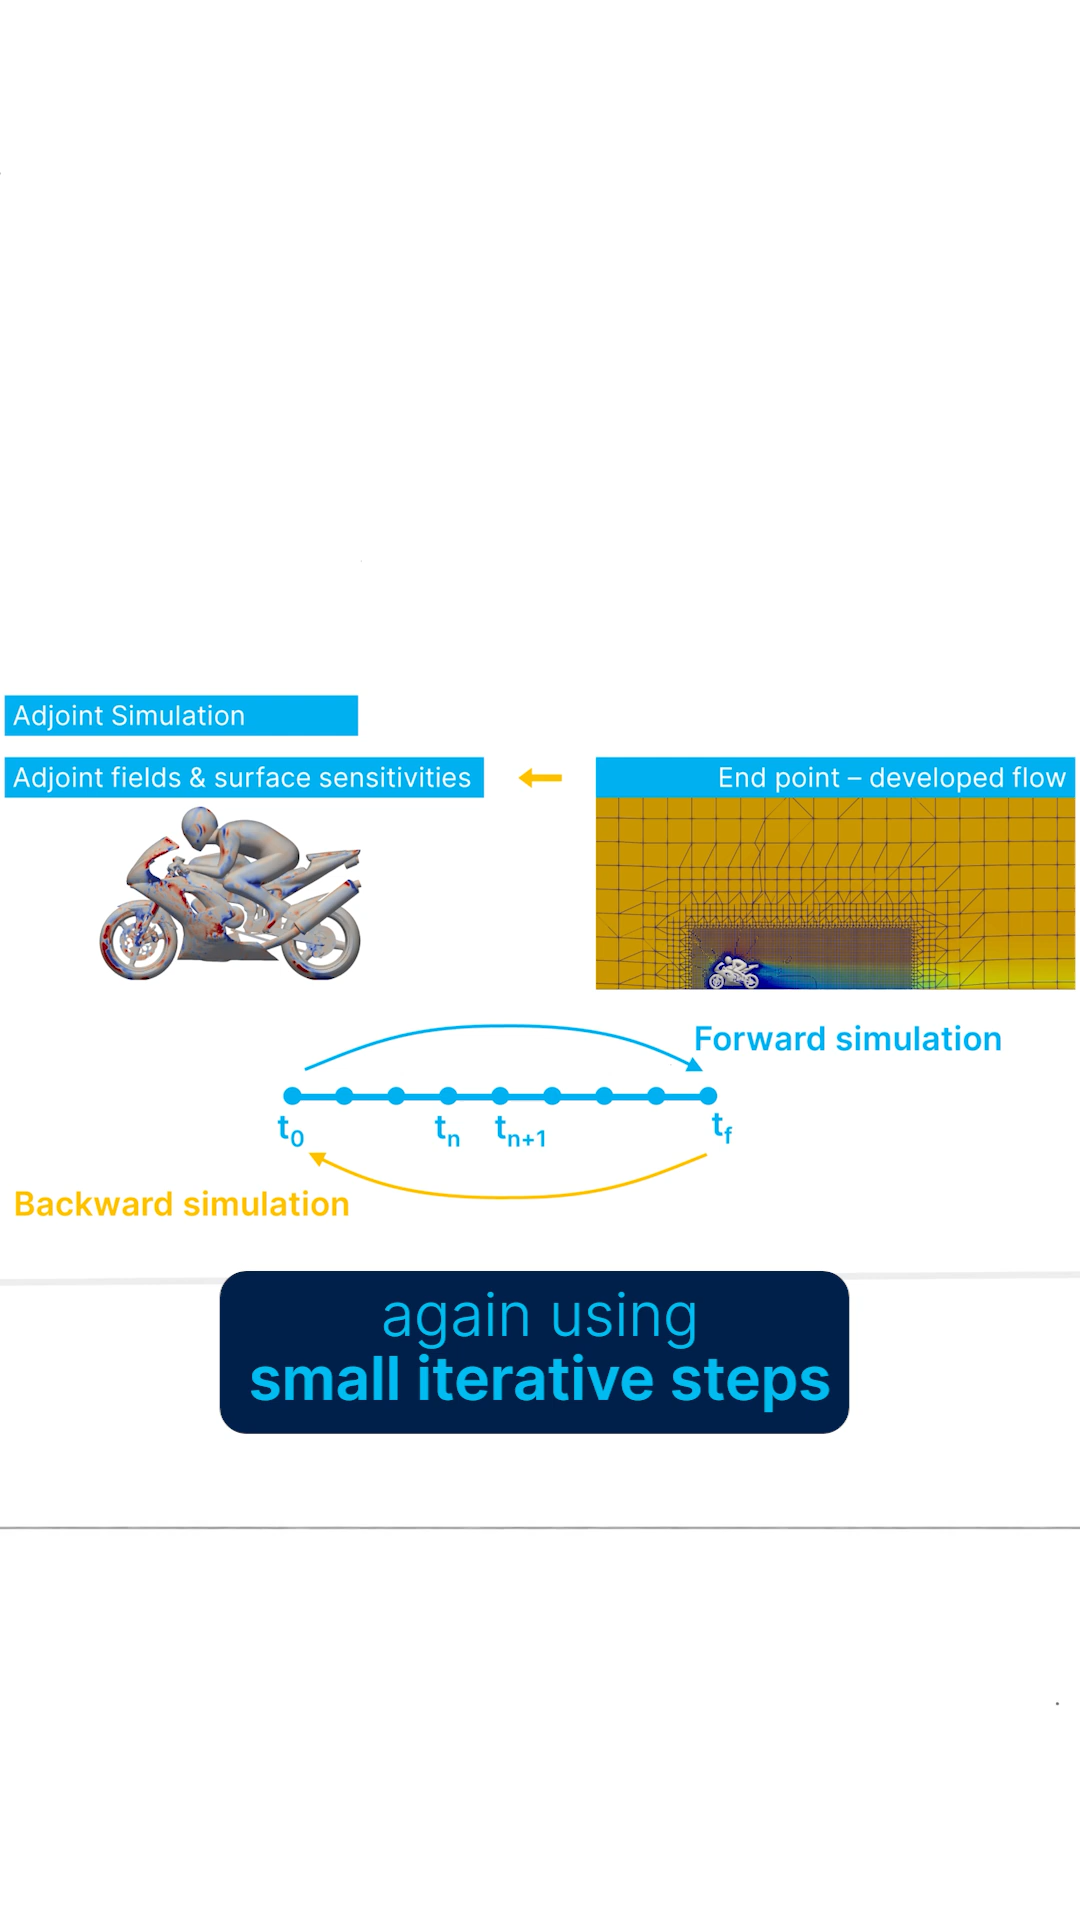 Adjoint Simulation
Adjoint fields & surface sensitivities
End point – developed flow
Forward simulation
t0
tn
tn+1
tf
Backward simulation
again using
small iterative steps